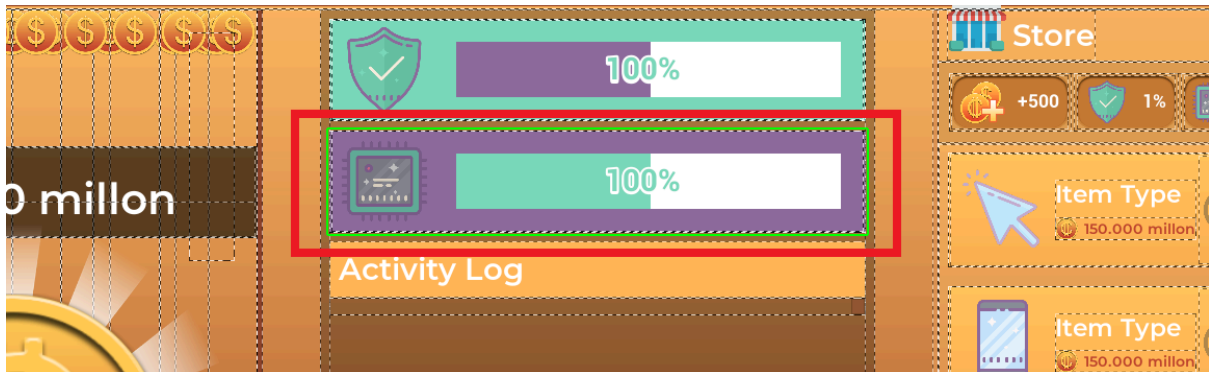 $ $ $ $ $
0 millon
100%
100%
Activity Log
Store
+500
1%
Item Type
150.000 millon
Item Type
150.000 millon